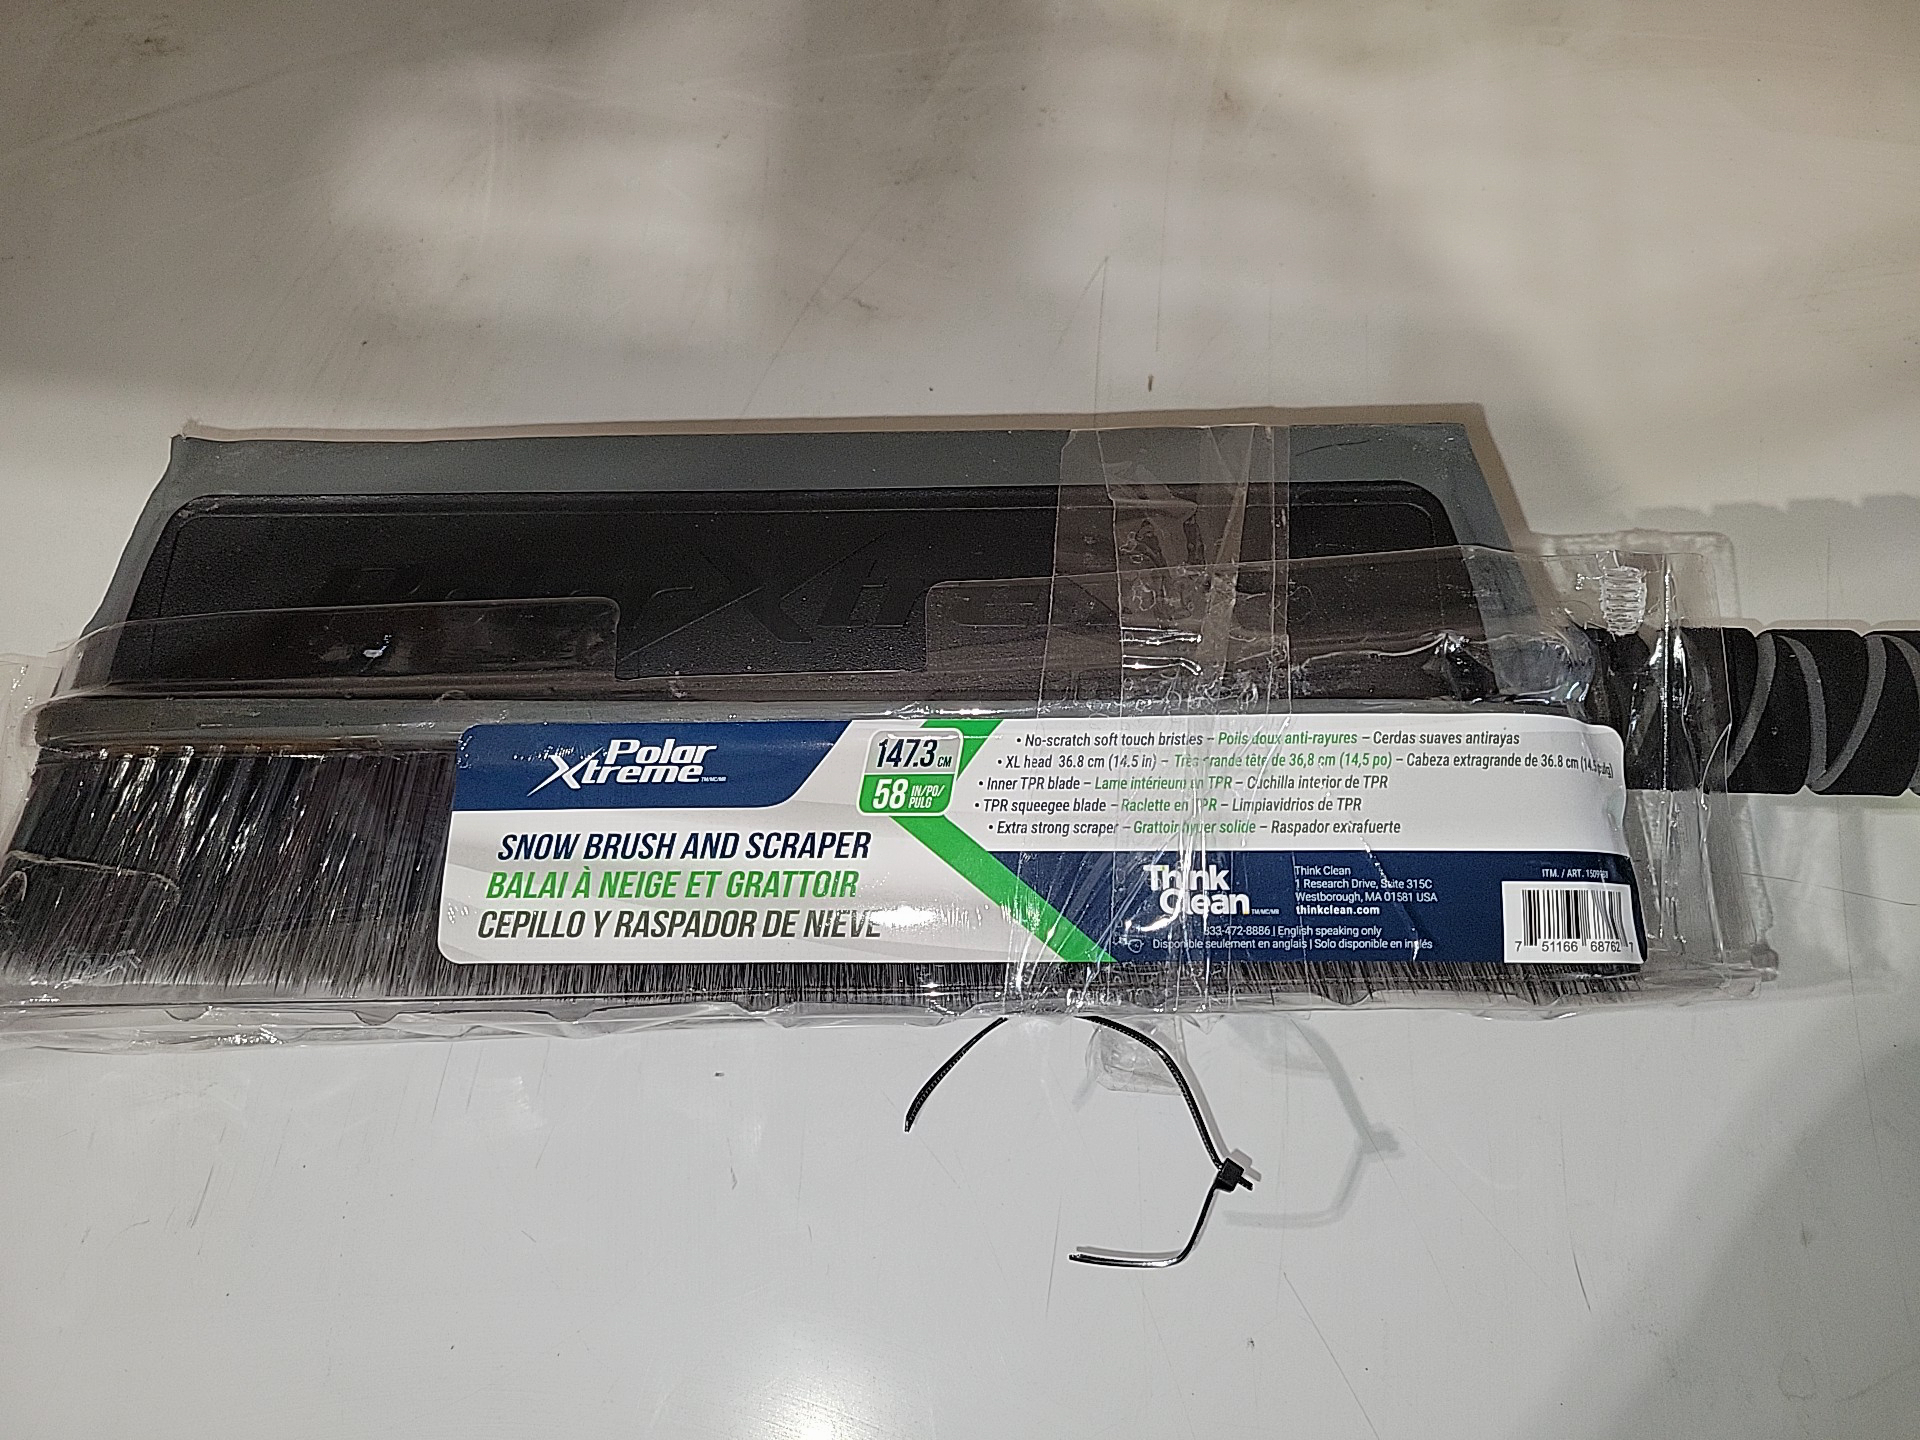 Polar
Xtreme TM/MC/MR
147.3 CM
58 IN/PO/
PULG
SNOW BRUSH AND SCRAPER
BALAI À NEIGE ET GRATTOIR
CEPILLO Y RASPADOR DE NIEVE
• No-scratch soft touch bristles – Poils doux anti-rayures – Cerdas suaves antirayas
• XL head 36.8 cm (14.5 in) – Très grande tête de 36,8 cm (14,5 po) – Cabeza extragrande de 36.8 cm
• Inner TPR blade – Lame intérieure en TPR – Cuchilla interior de TPR
• TPR squeegee blade – Raclette en TPR – Limpiavidrios de TPR
• Extra strong scraper – Grattoir hyper solide – Raspador extrafuerte
Think
Clean TM/MC/MR
Think Clean
1 Research Drive, Suite 315C
Westborough, MA 01581 USA
thinkclean.com
833-472-8886 | English speaking only
Disponible seulement en anglais | Solo disponible en inglés
ITM. / ART.
7 51166 68762 1